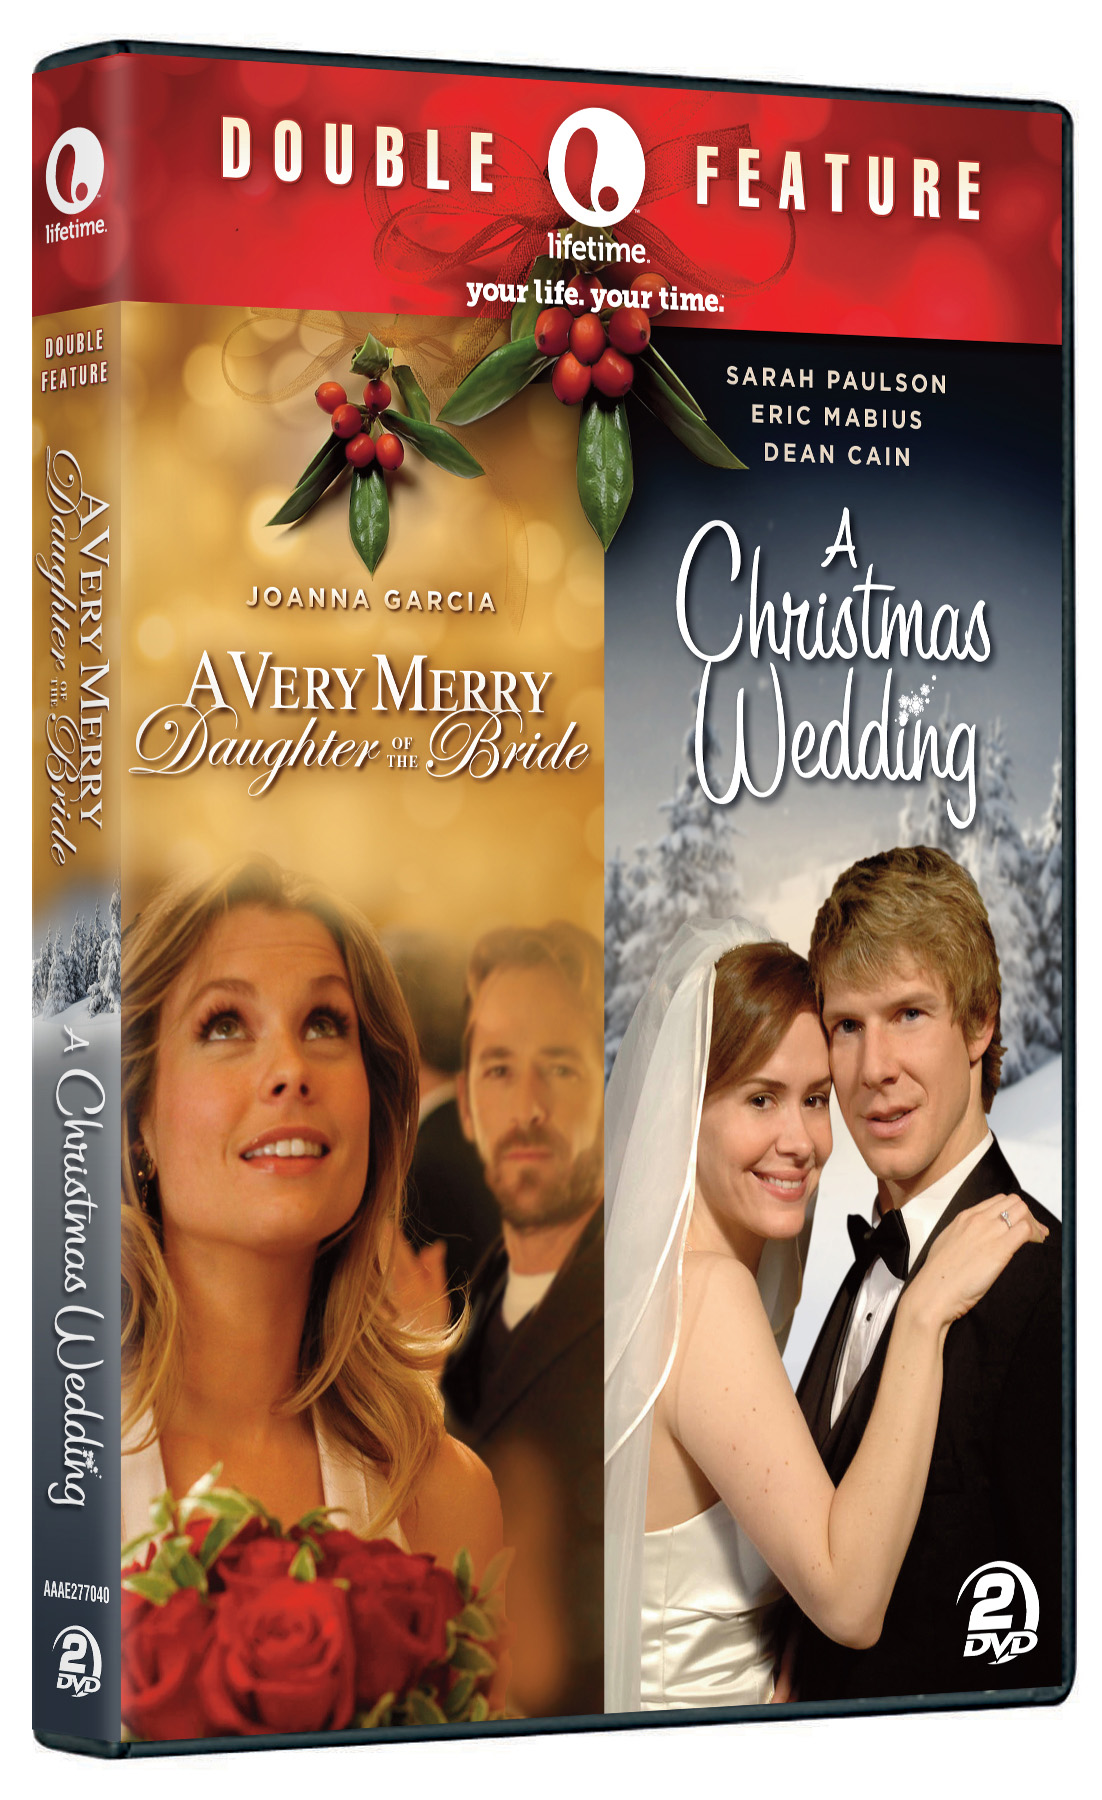 lifetime.
DOUBLE
FEATURE
A VERY MERRY
Daughter OF THE Bride
A Christmas Wedding
AAAE277040
2
DVD
DOUBLE FEATURE
lifetime.
your life. your time.
JOANNA GARCIA
A VERY MERRY
Daughter OF THE Bride
SARAH PAULSON
ERIC MABIUS
DEAN CAIN
A
Christmas
Wedding
2
DVD